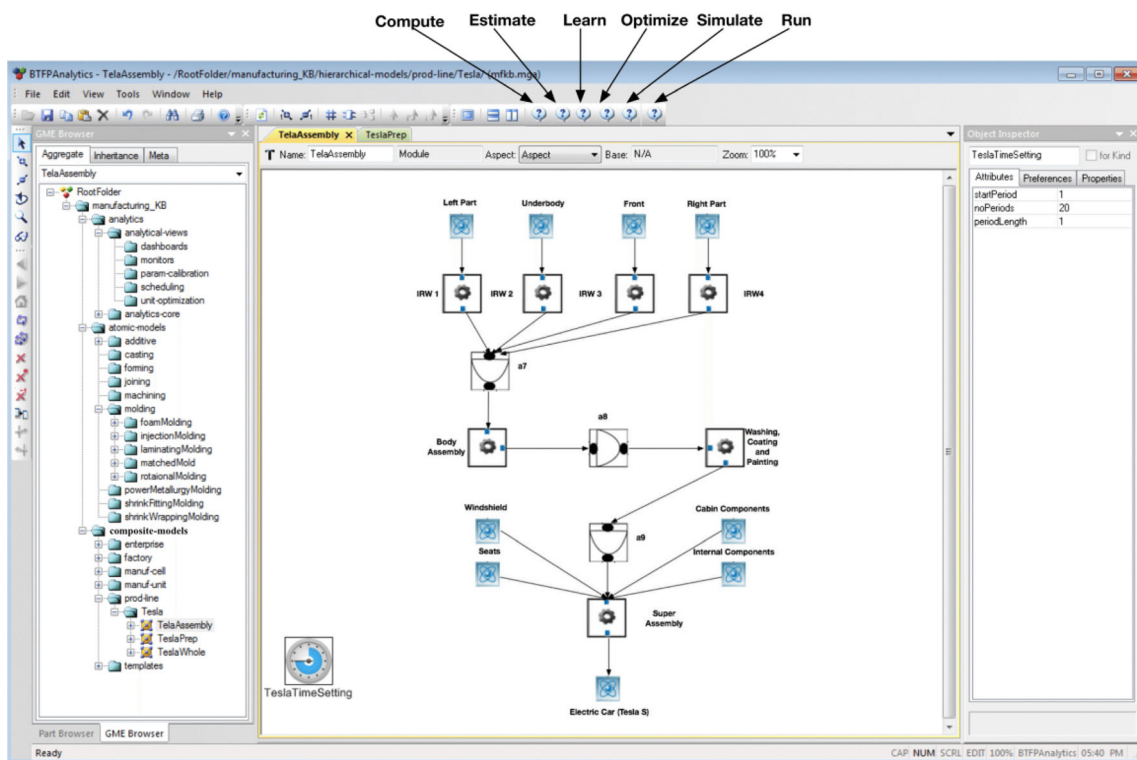 Compute Estimate Learn Optimize Simulate Run
BTFPAnalytics - TelaAssembly - /RootFolder/manufacturing_KB/hierarchical-models/prod-line/Tesla/ (mfkb.mga)
File Edit View Tools Window Help
GME Browser
Aggregate Inheritance Meta
TelaAssembly
RootFolder
manufacturing_KB
analytics
analytical-views
dashboards
monitors
param-calibration
scheduling
unit-optimization
analytics-core
atomic-models
additive
casting
forming
joining
machining
molding
foamMolding
injectionMolding
laminatingMolding
matchedMold
rotaionalMolding
powerMetallurgyMolding
shrinkFittingMolding
shrinkWrappingMolding
composite-models
enterprise
factory
manuf-cell
manuf-unit
prod-line
Tesla
TelaAssembly
TeslaPrep
TeslaWhole
templates
Part Browser GME Browser
TelaAssembly TeslaPrep
Name: TelaAssembly Module Aspect: Aspect Base: N/A Zoom: 100%
Left Part Underbody Front Right Part
IRW 1 IRW 2 IRW 3 IRW4
a7
a8
Body
Assembly
Washing,
Coating
and
Painting
Windshield Cabin Components
a9
Seats Internal Components
Super
Assembly
TeslaTimeSetting
Electric Car (Tesla S)
Object Inspector
TeslaTimeSetting for Kind
Attributes Preferences Properties
startPeriod 1
noPeriods 20
periodLength 1
Ready CAP NUM SCRL EDIT 100% BTFPAnalytics 05:40 PM